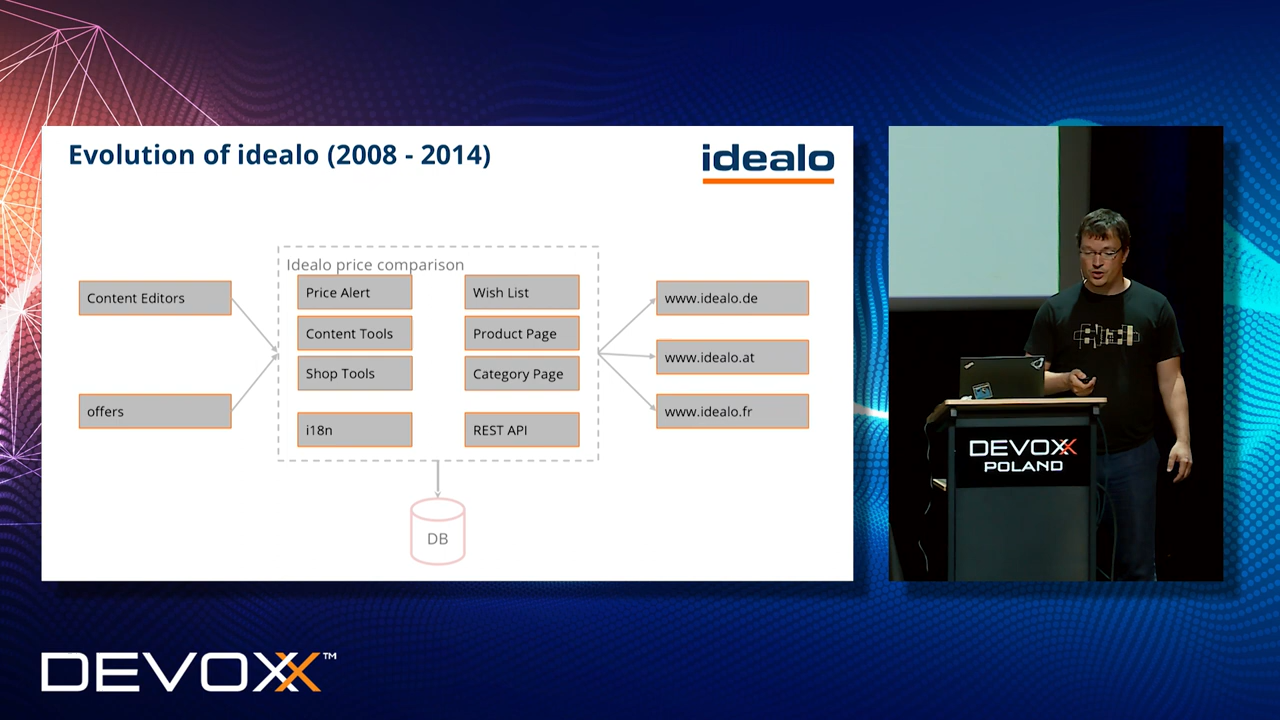 Evolution of idealo (2008 - 2014)
idealo
Idealo price comparison
Content Editors
offers
Price Alert
Content Tools
Shop Tools
i18n
Wish List
Product Page
Category Page
REST API
www.idealo.de
www.idealo.at
www.idealo.fr
DB
DEVOXX
POLAND
DEVOXX™